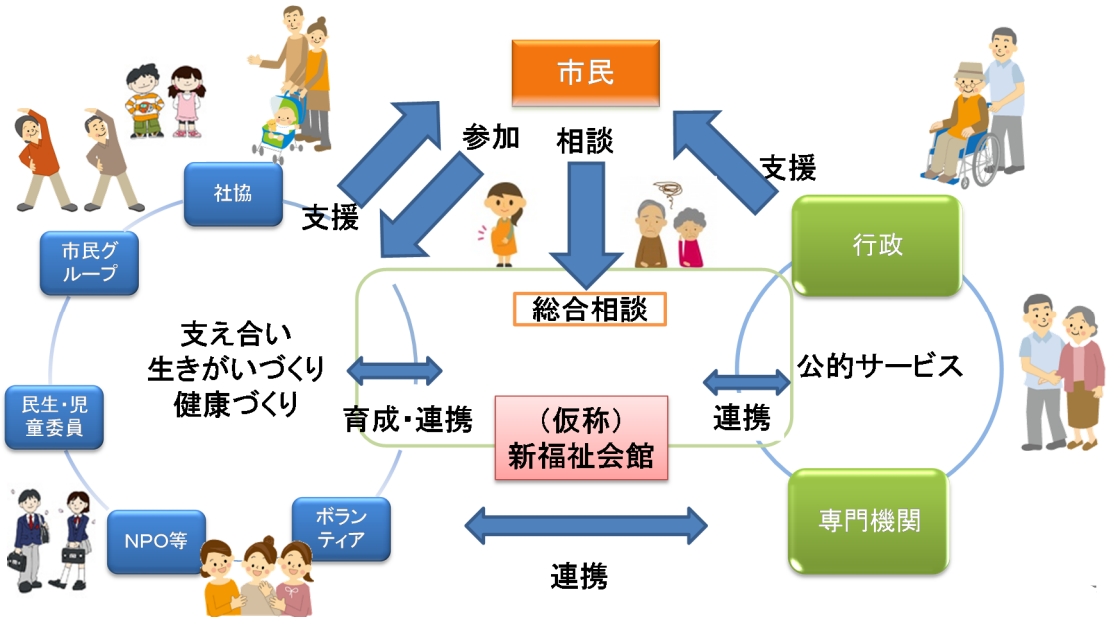 市民
参加
相談
支援
支援
社協
市民グ
ループ
行政
総合相談
支え合い
生きがいづくり
健康づくり
公的サービス
民生・児
童委員
育成・連携
（仮称）
新福祉会館
連携
NPO等
ボラン
ティア
専門機関
連携